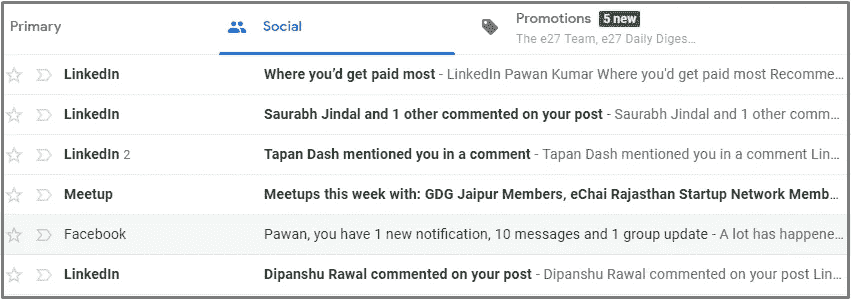 Primary
Social
Promotions 5 new
The e27 Team, e27 Daily Diges...
LinkedIn Where you'd get paid most - LinkedIn Pawan Kumar Where you'd get paid most Recomme...
LinkedIn Saurabh Jindal and 1 other commented on your post - Saurabh Jindal and 1 other comm...
LinkedIn 2 Tapan Dash mentioned you in a comment - Tapan Dash mentioned you in a comment Lin...
Meetup Meetups this week with: GDG Jaipur Members, eChai Rajasthan Startup Network Memb...
Facebook Pawan, you have 1 new notification, 10 messages and 1 group update - A lot has happene...
LinkedIn Dipanshu Rawal commented on your post - Dipanshu Rawal commented on your post Lin...